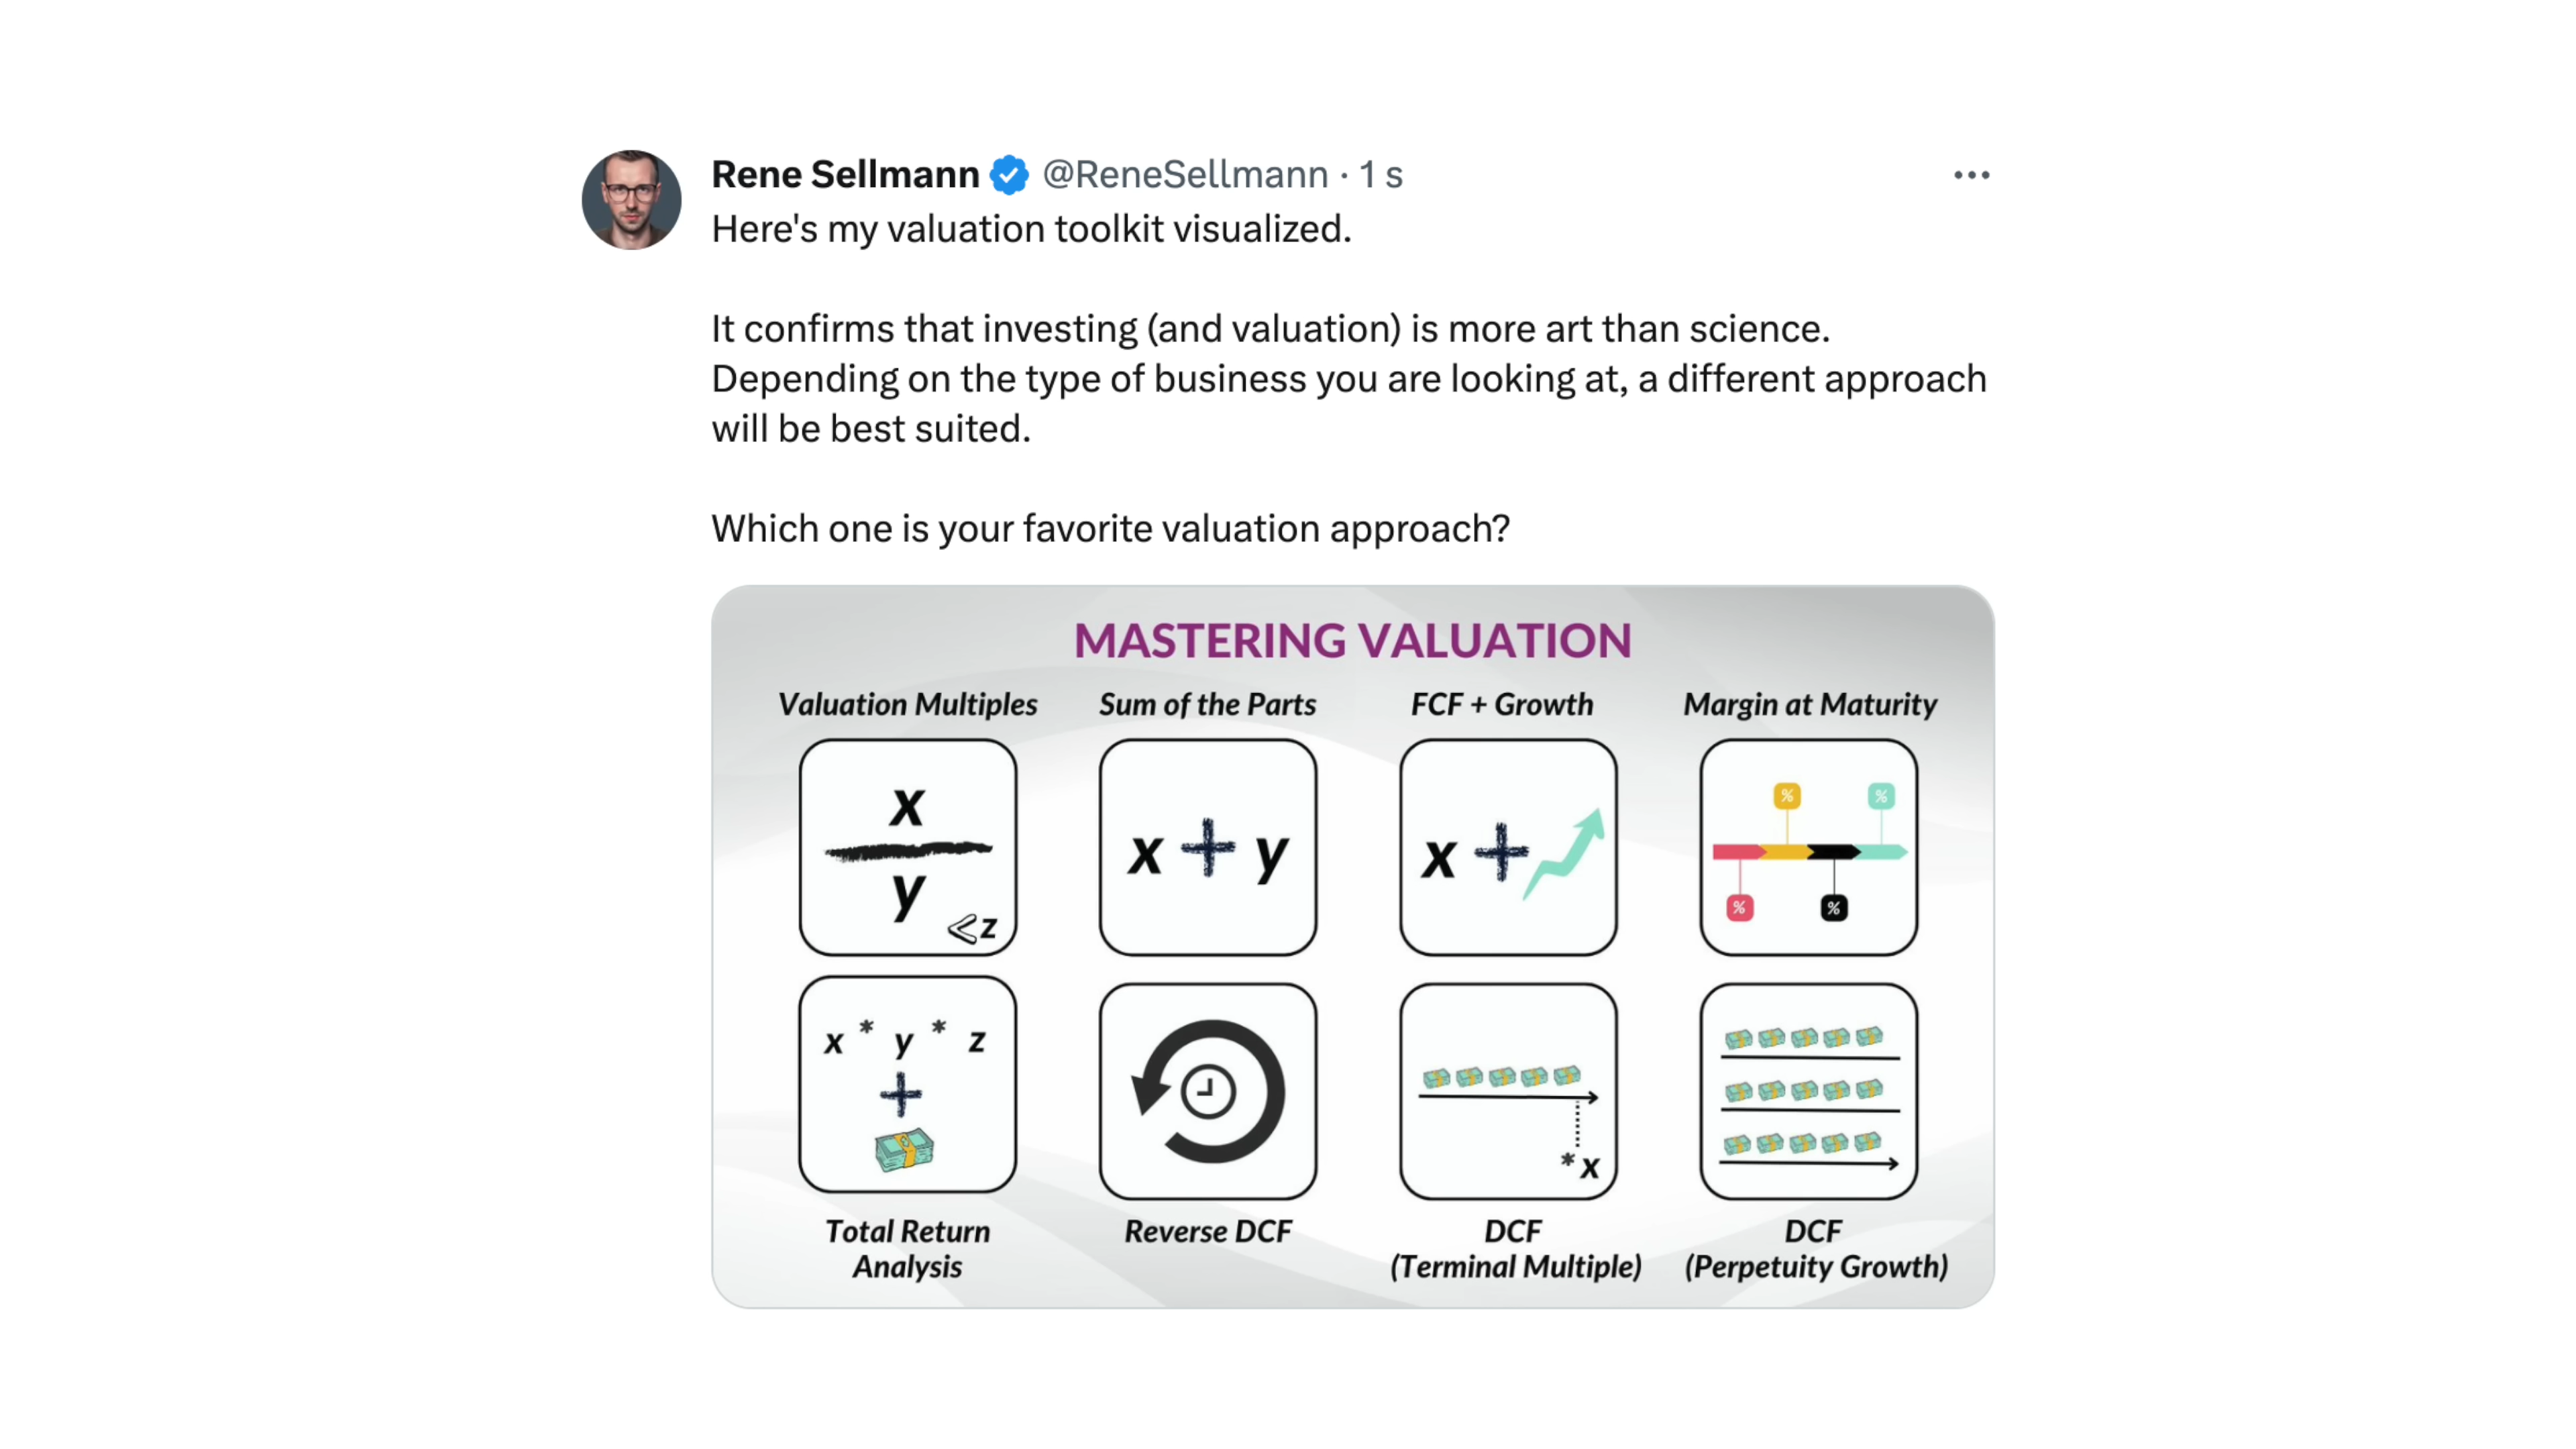 Rene Sellmann @ReneSellmann · 1 s
Here's my valuation toolkit visualized.
It confirms that investing (and valuation) is more art than science.
Depending on the type of business you are looking at, a different approach
will be best suited.
Which one is your favorite valuation approach?
MASTERING VALUATION
Valuation Multiples
Sum of the Parts
FCF + Growth
Margin at Maturity
x
y
<z
x + y
x +
% %
% %
x * y * z
+
* x
Total Return
Analysis
Reverse DCF
DCF
(Terminal Multiple)
DCF
(Perpetuity Growth)